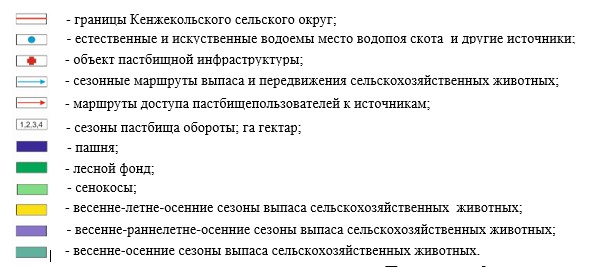 - границы Кенжекольского сельского округ;
- естественные и искуственные водоемы место водопоя скота и другие источники;
- объект пастбищной инфраструктуры;
- сезонные маршруты выпаса и передвижения сельскохозяйственных животных;
- маршруты доступа пастбищепользователей к источникам;
1,2,3,4 - сезоны пастбища обороты; га гектар;
- пашня;
- лесной фонд;
- сенокосы;
- весенне-летне-осенние сезоны выпаса сельскохозяйственных животных;
- весенне-раннелетне-осенние сезоны выпаса сельскохозяйственных животных;
- весенне-осенние сезоны выпаса сельскохозяйственных животных.